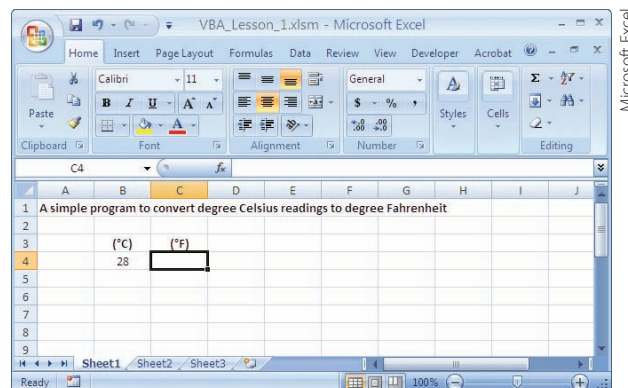 VBA_Lesson_1.xlsm - Microsoft Excel
Home Insert Page Layout Formulas Data Review View Developer Acrobat
Calibri 11 General
Paste B I U A A $ % , Styles Cells Σ
.00 .00
Clipboard Font Alignment Number Editing
C4 fx
A B C D E F G H I J
1 A simple program to convert degree Celsius readings to degree Fahrenheit
2
3 (°C) (°F)
4 28
5
6
7
8
9
Sheet1 Sheet2 Sheet3
Ready 100%
Microsoft Excel